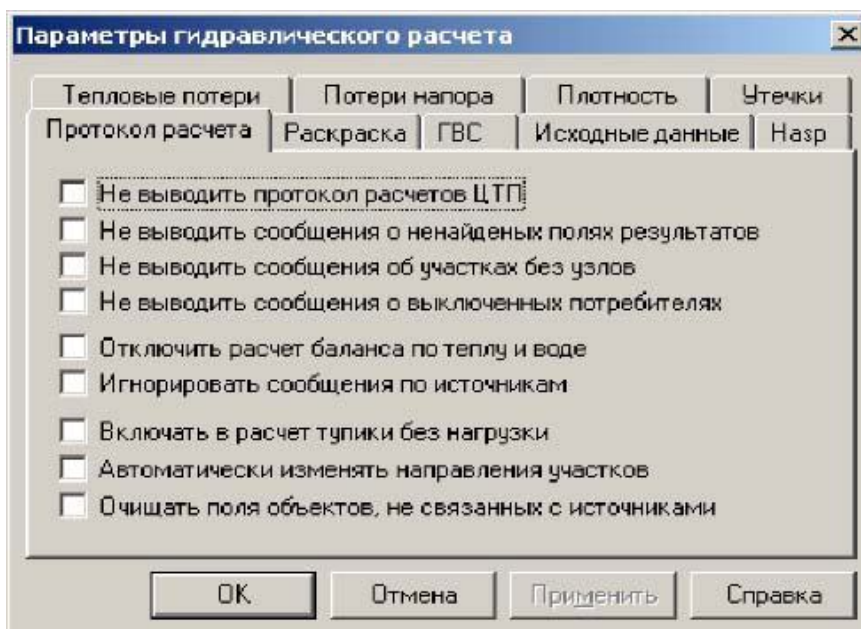 Параметры гидравлического расчета
Тепловые потери Потери напора Плотность Утечки
Протокол расчета Раскраска ГВС Исходные данные Hasp
Не выводить протокол расчетов ЦТП
Не выводить сообщения о ненайденых полях результатов
Не выводить сообщения об участках без узлов
Не выводить сообщения о выключенных потребителях
Отключить расчет баланса по теплу и воде
Игнорировать сообщения по источникам
Включать в расчет тупики без нагрузки
Автоматически изменять направления участков
Очищать поля объектов, не связанных с источниками
OK Отмена Применить Справка